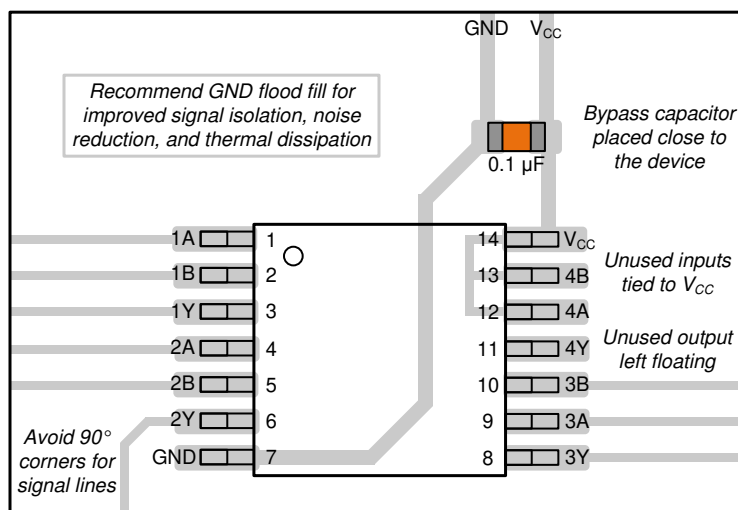 GND VCC
Recommend GND flood fill for
improved signal isolation, noise
reduction, and thermal dissipation
Bypass capacitor
placed close to
the device
0.1 µF
1A 1 14 VCC
1B 2 13 4B
Unused inputs
tied to VCC
1Y 3 12 4A
2A 4 11 4Y
Unused output
left floating
2B 5 10 3B
2Y 6 9 3A
GND 7 8 3Y
Avoid 90°
corners for
signal lines